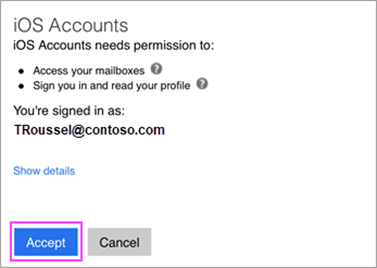 iOS Accounts
iOS Accounts needs permission to:
Access your mailboxes ?
Sign you in and read your profile ?
You're signed in as:
TRoussel@contoso.com
Show details
Accept Cancel